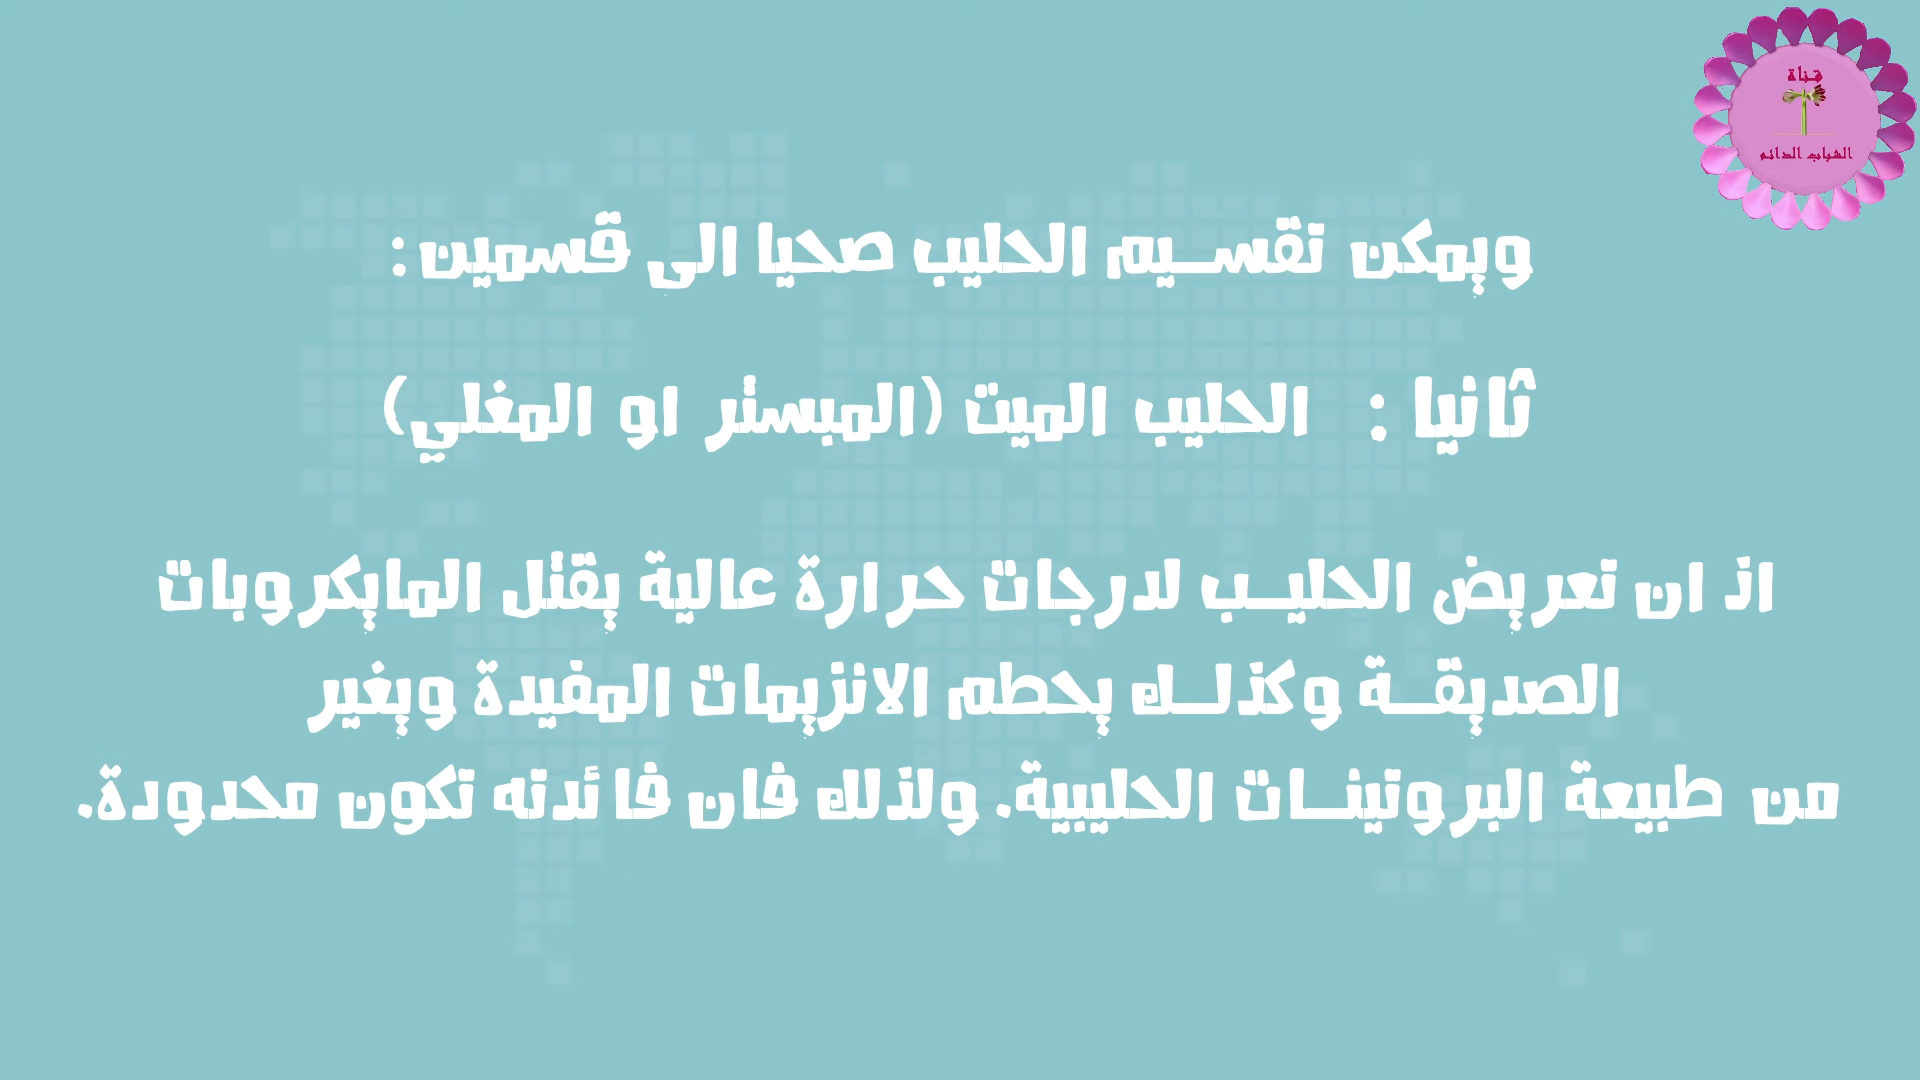 قناة
الشباب الدائم
ويمكن تقسيم الحليب صحيا الى قسمين:
ثانيا : الحليب الميت (المبستر او المغلي)
اذ ان تعريض الحليب لدرجات حرارة عالية يقتل المايكروبات
الصديقة وكذلك يحطم الانزيمات المفيدة ويغير
من طبيعة البروتينات الحليبية. ولذلك فان فائدته تكون محدودة.